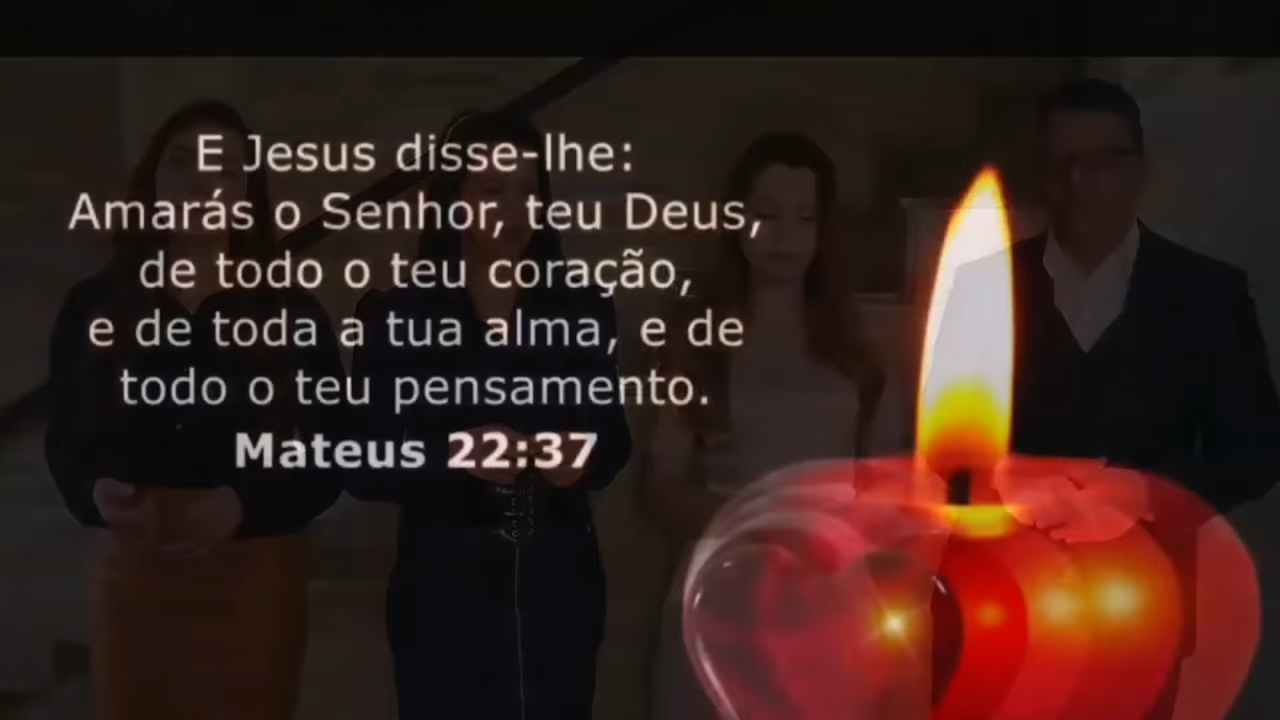 E Jesus disse-lhe:
Amarás o Senhor, teu Deus,
de todo o teu coração,
e de toda a tua alma, e de
todo o teu pensamento.
Mateus 22:37